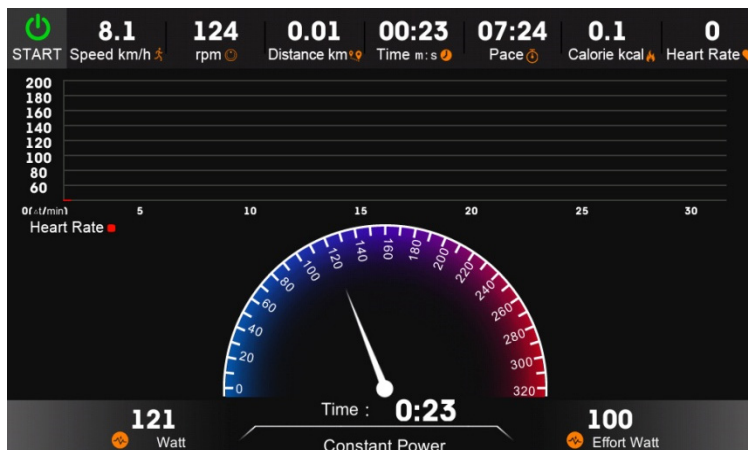 START
8.1
Speed km/h
124
rpm
0.01
Distance km
00:23
Time m:s
07:24
Pace
0.1
Calorie kcal
0
Heart Rate
200
180
160
140
120
100
80
60
0(△t/min)
5
10
15
20
25
30
Heart Rate
0
20
40
60
80
100
120
140
160
180
200
220
240
260
280
300
320
Time : 0:23
121
Watt
Constant Power
100
Effort Watt